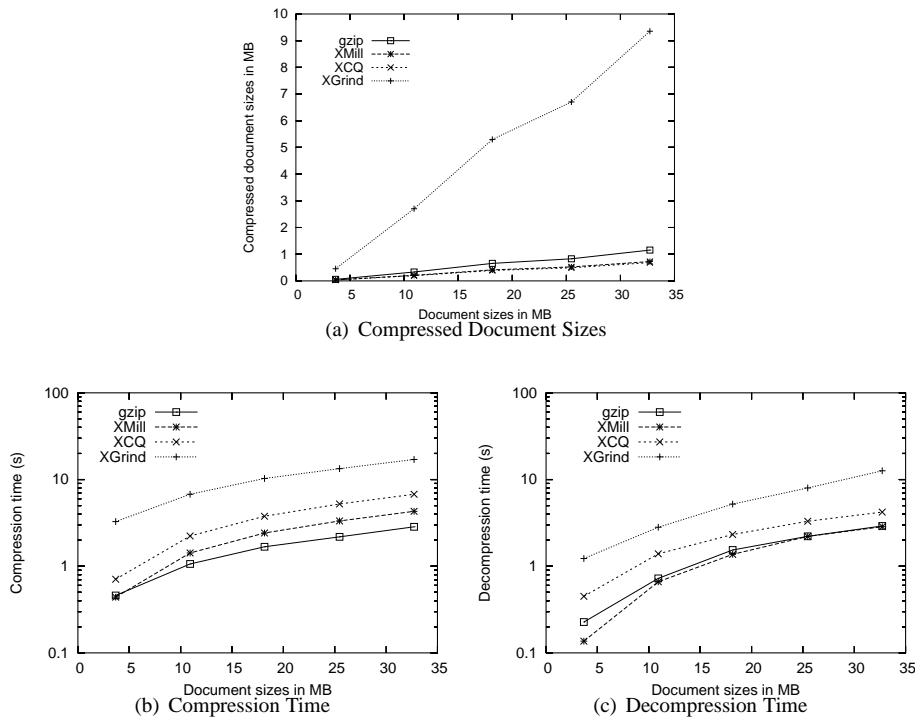 10
9
8
7
6
5
4
3
2
1
0
Compressed document sizes in MB
gzip
XMill
XCQ
XGrind
0 5 10 15 20 25 30 35
Document sizes in MB
(a) Compressed Document Sizes
100
10
1
0.1
Compression time (s)
gzip
XMill
XCQ
XGrind
0 5 10 15 20 25 30 35
Document sizes in MB
(b) Compression Time
100
10
1
0.1
Decompression time (s)
gzip
XMill
XCQ
XGrind
0 5 10 15 20 25 30 35
Document sizes in MB
(c) Decompression Time